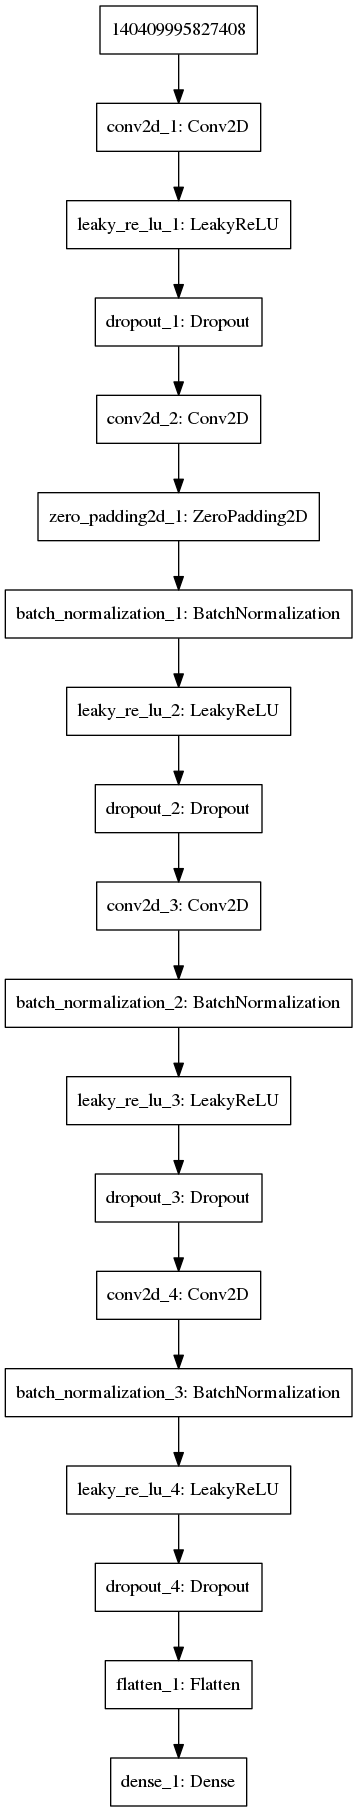 140409995827408
conv2d_1: Conv2D
leaky_re_lu_1: LeakyReLU
dropout_1: Dropout
conv2d_2: Conv2D
zero_padding2d_1: ZeroPadding2D
batch_normalization_1: BatchNormalization
leaky_re_lu_2: LeakyReLU
dropout_2: Dropout
conv2d_3: Conv2D
batch_normalization_2: BatchNormalization
leaky_re_lu_3: LeakyReLU
dropout_3: Dropout
conv2d_4: Conv2D
batch_normalization_3: BatchNormalization
leaky_re_lu_4: LeakyReLU
dropout_4: Dropout
flatten_1: Flatten
dense_1: Dense